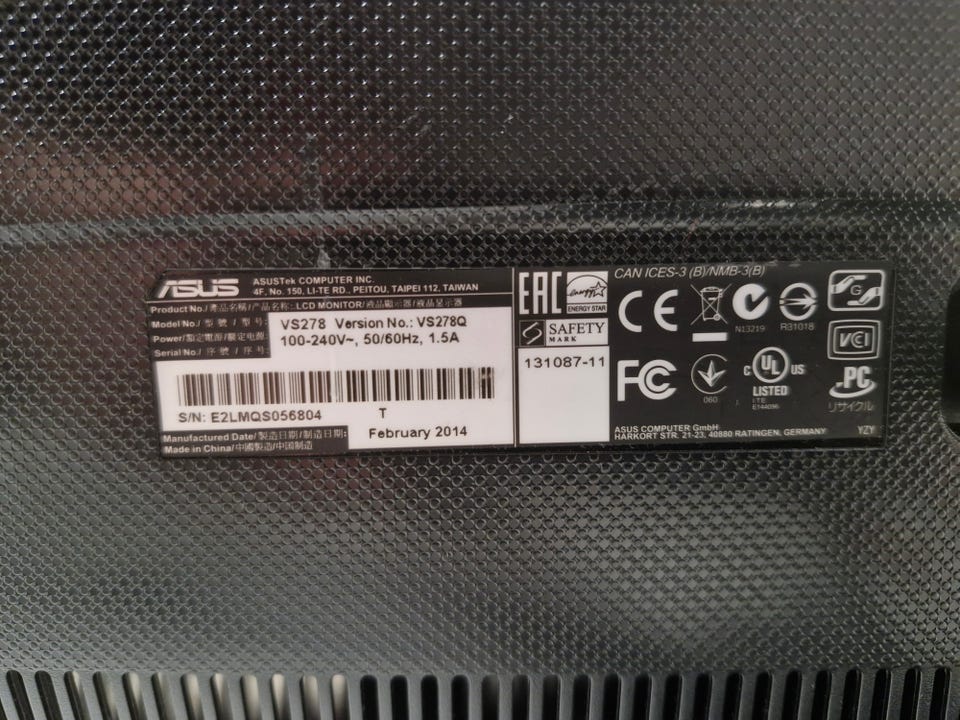 ASUS
ASUSTek COMPUTER INC.
4F, No. 150, LI-TE RD., PEITOU, TAIPEI 112, TAIWAN
Product No./產品名稱/产品名称: LCD MONITOR/液晶顯示器/液晶显示器
Model No./型號/型号: VS278 Version No.: VS278Q
Power/額定電源/额定电源: 100-240V~, 50/60Hz, 1.5A
Serial No./序號/序号:
S/N: E2LMQS056804 T
Manufactured Date/製造日期/制造日期: February 2014
Made in China/中國製造/中国制造
EAC
energy
ENERGY STAR
S SAFETY
MARK
131087-11
CAN ICES-3 (B)/NMB-3(B)
CE
N13219
R31018
G
VCI
FC
060
C UL US
LISTED
I.T.E
E144096
PC
リサイクル
ASUS COMPUTER GmbH
HARKORT STR. 21-23, 40880 RATINGEN, GERMANY
YZY